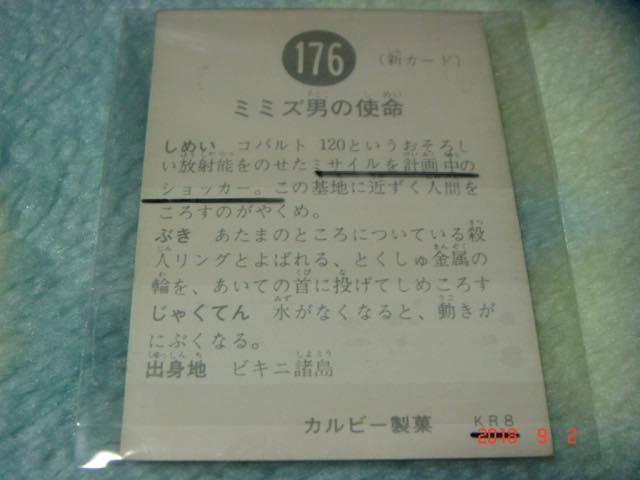 176
(新カード)
ミミズ男の使命
しめい コバルト 120というおそろし
い放射能をのせたミサイルを計画中の
ショッカー。この基地に近ずく人間を
ころすのがやくめ。
ぶき あたまのところについている殺
人リングとよばれる、とくしゅ金属の
輪を、あいての首に投げてしめころす
じゃくてん 水がなくなると、動きが
にぶくなる。
出身地 ビキニ諸島
カルビー製菓 KR8
2018 9 2